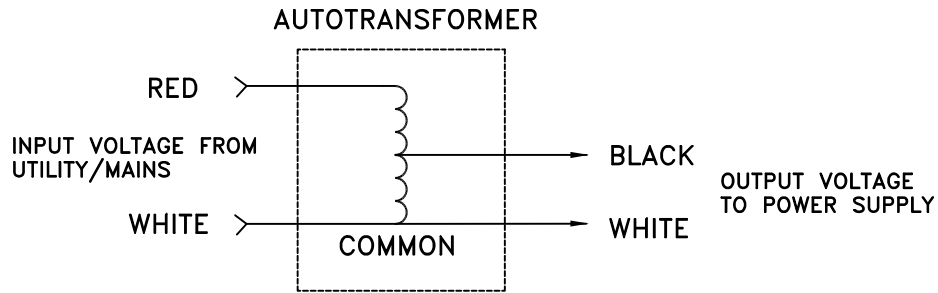 AUTOTRANSFORMER
RED
INPUT VOLTAGE FROM
UTILITY/MAINS
WHITE
COMMON
BLACK
OUTPUT VOLTAGE
TO POWER SUPPLY
WHITE